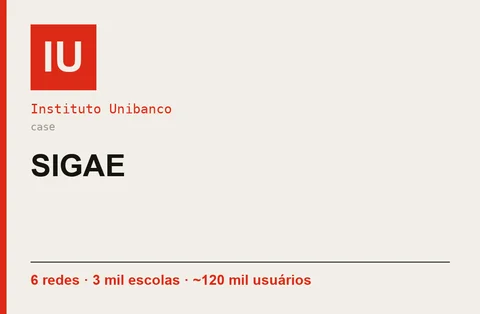 IU
Instituto Unibanco
case
SIGAE
6 redes · 3 mil escolas · ~120 mil usuários